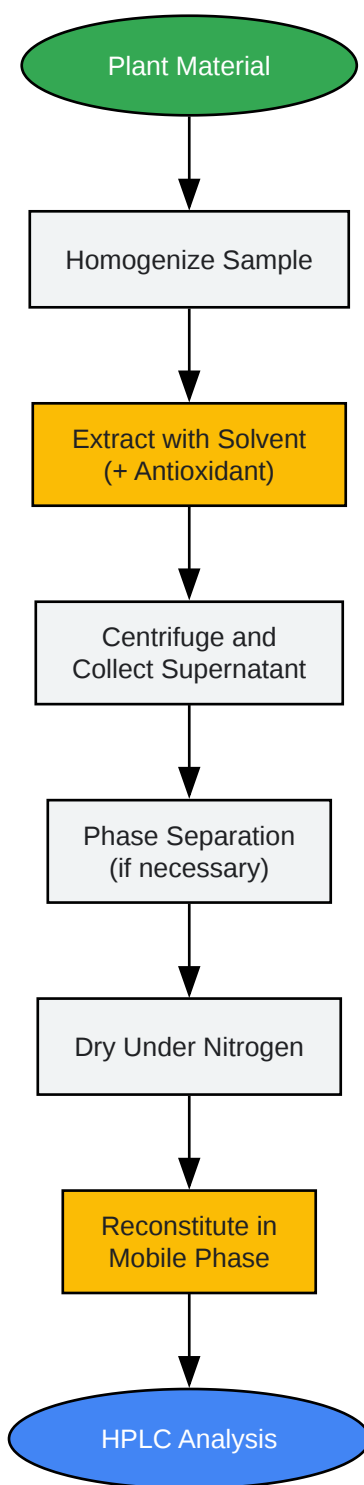 Plant Material
Homogenize Sample
Extract with Solvent
(+ Antioxidant)
Centrifuge and
Collect Supernatant
Phase Separation
(if necessary)
Dry Under Nitrogen
Reconstitute in
Mobile Phase
HPLC Analysis